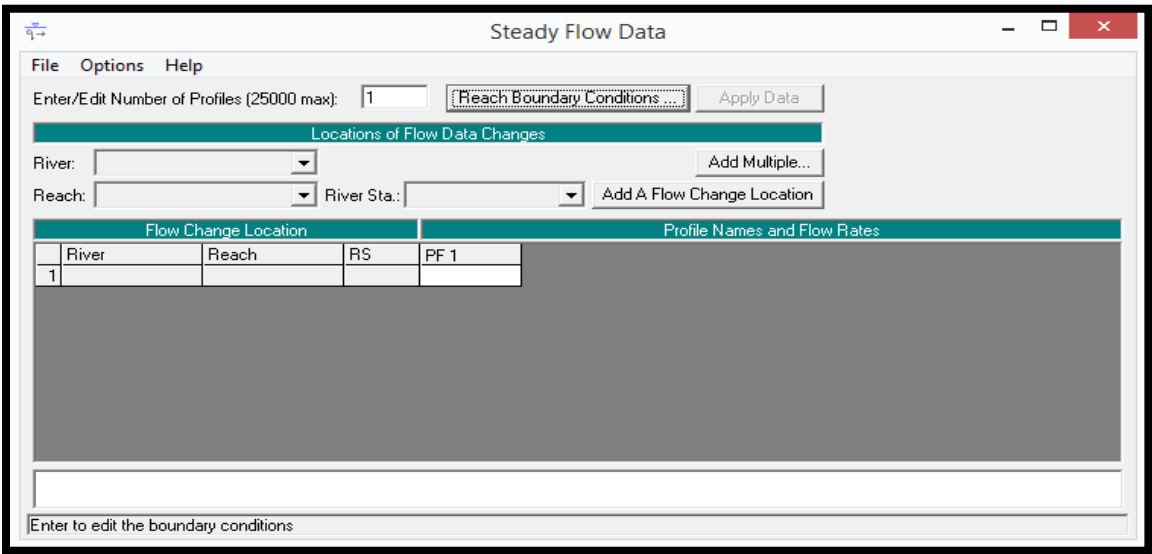 Steady Flow Data
File Options Help
Enter/Edit Number of Profiles (25000 max): 1 Reach Boundary Conditions ... Apply Data
Locations of Flow Data Changes
River: Add Multiple...
Reach: River Sta.: Add A Flow Change Location
Flow Change Location Profile Names and Flow Rates
River Reach RS PF 1
1
Enter to edit the boundary conditions